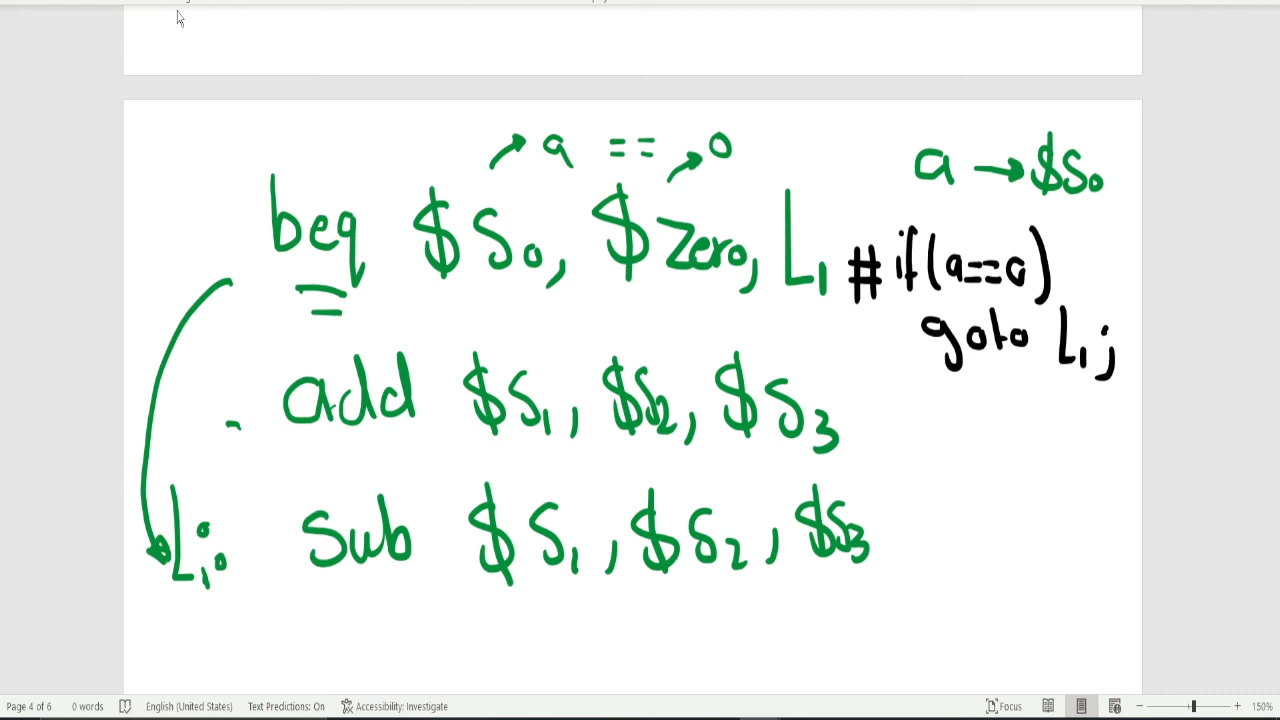 a == 0
a → $s0
beq $s0, $zero, L1 # if(a==0)
goto L1;
add $s1, $s2, $s3
L1: sub $s1, $s2, $s3
Page 4 of 6 0 words English (United States) Text Predictions: On Accessibility: Investigate Focus 150%